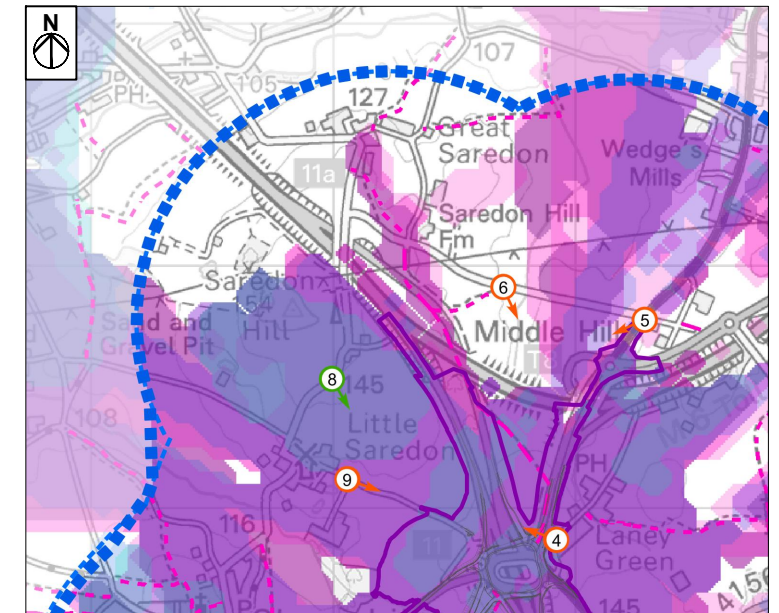 N
107
PH
105
127
Great
Saredon
Wedge's
Mills
11a
Saredon Hill
Fm
Saredon
54
Hill
6
Sand and
Gravel Pit
Middle Hill
5
8
145
Little
Saredon
108
9
PH
116
4
11
Laney
Green
145